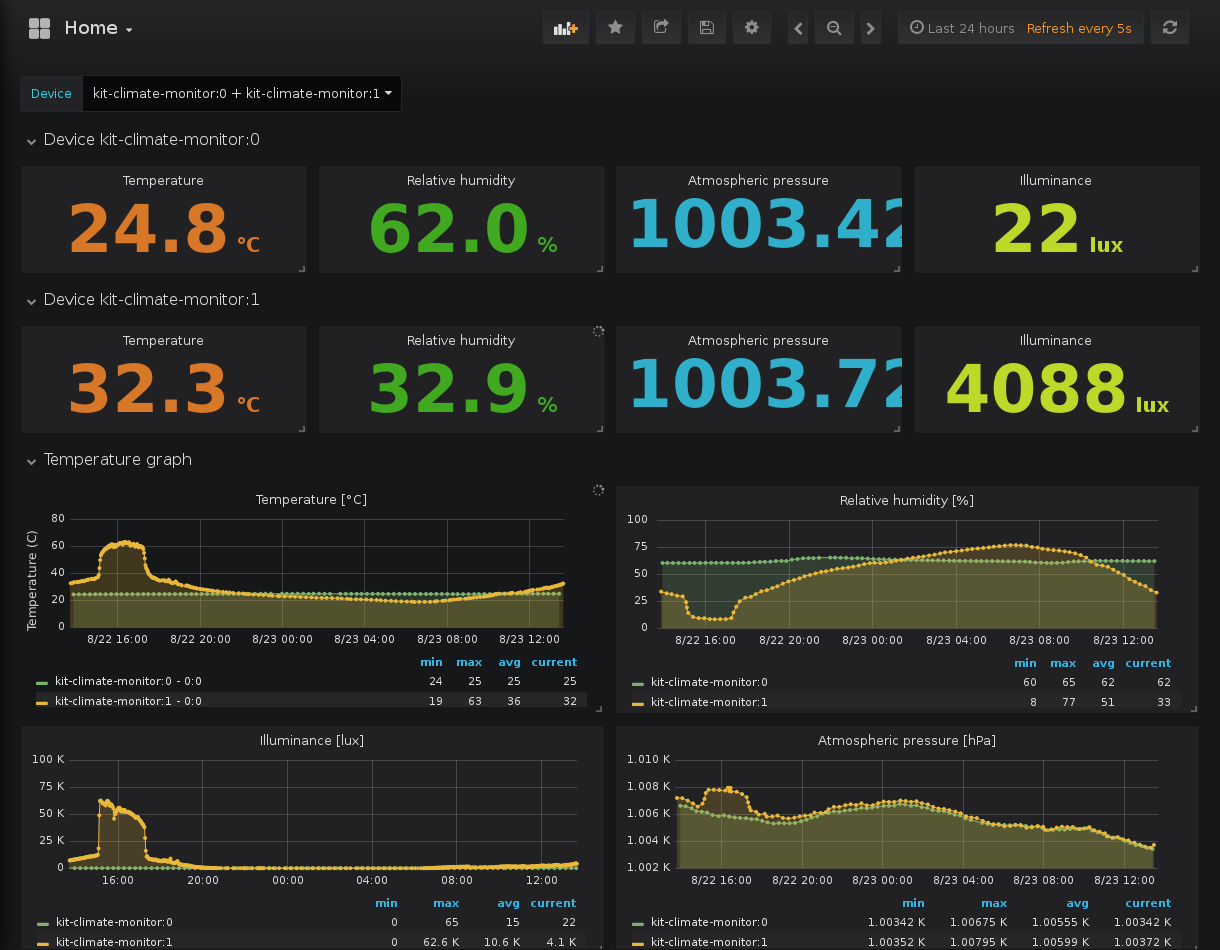 Home
Last 24 hours Refresh every 5s
Device kit-climate-monitor:0 + kit-climate-monitor:1
Device kit-climate-monitor:0
Temperature Relative humidity Atmospheric pressure Illuminance
24.8 °C 62.0 % 1003.42 22 lux
Device kit-climate-monitor:1
Temperature Relative humidity Atmospheric pressure Illuminance
32.3 °C 32.9 % 1003.72 4088 lux
Temperature graph
Temperature [°C]
Temperature (C)
80
60
40
20
0
8/22 16:00 8/22 20:00 8/23 00:00 8/23 04:00 8/23 08:00 8/23 12:00
min max avg current
kit-climate-monitor:0 - 0:0 24 25 25 25
kit-climate-monitor:1 - 0:0 19 63 36 32
Relative humidity [%]
100
75
50
25
0
8/22 16:00 8/22 20:00 8/23 00:00 8/23 04:00 8/23 08:00 8/23 12:00
min max avg current
kit-climate-monitor:0 60 65 62 62
kit-climate-monitor:1 8 77 51 33
Illuminance [lux]
100 K
75 K
50 K
25 K
0
16:00 20:00 00:00 04:00 08:00 12:00
min max avg current
kit-climate-monitor:0 0 65 15 22
kit-climate-monitor:1 0 62.6 K 10.6 K 4.1 K
Atmospheric pressure [hPa]
1.010 K
1.008 K
1.006 K
1.004 K
1.002 K
8/22 16:00 8/22 20:00 8/23 00:00 8/23 04:00 8/23 08:00 8/23 12:00
min max avg current
kit-climate-monitor:0 1.00342 K 1.00675 K 1.00555 K 1.00342 K
kit-climate-monitor:1 1.00352 K 1.00795 K 1.00599 K 1.00372 K